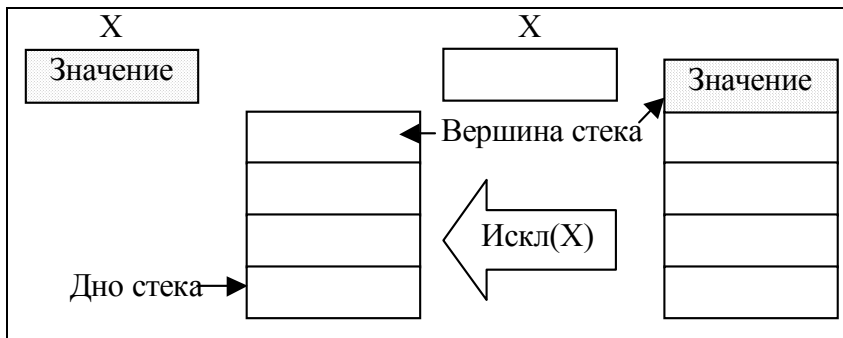 X
X
Значение
Значение
Вершина стека
Искл(X)
Дно стека